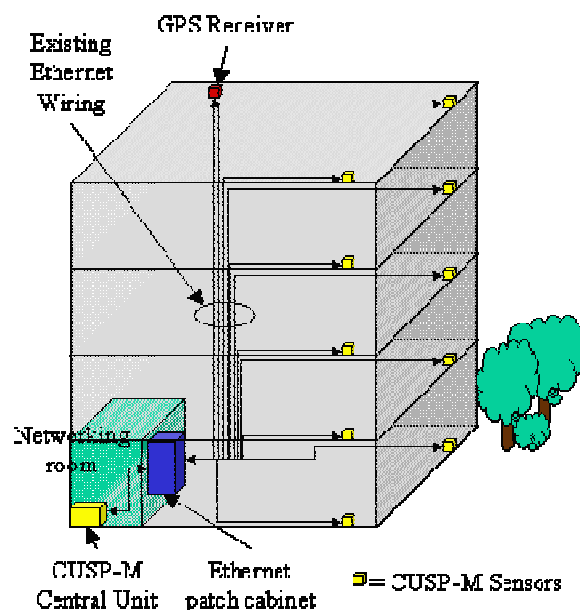 GPS Receiver
Existing
Ethernet
Wiring
Networking
room
CUSP-M
Central Unit
Ethernet
patch cabinet
= CUSP-M Sensors